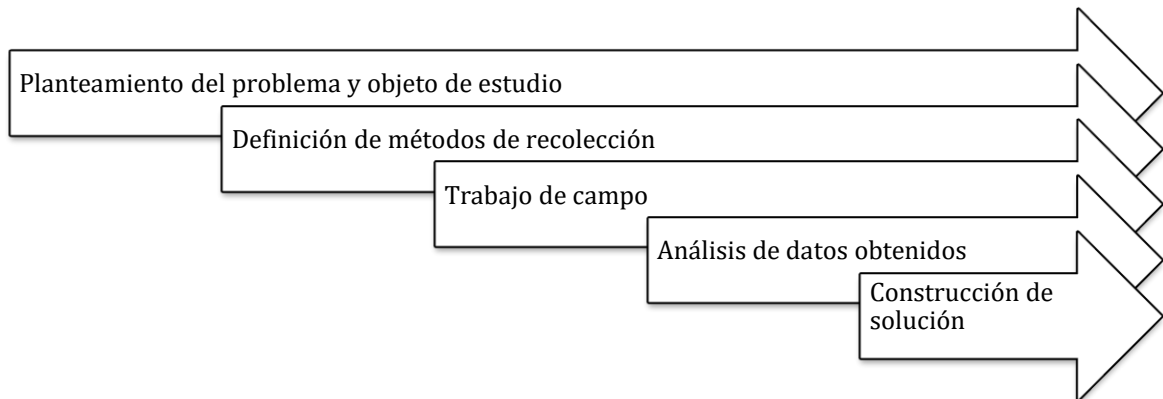 Planteamiento del problema y objeto de estudio
Definición de métodos de recolección
Trabajo de campo
Análisis de datos obtenidos
Construcción de
solución